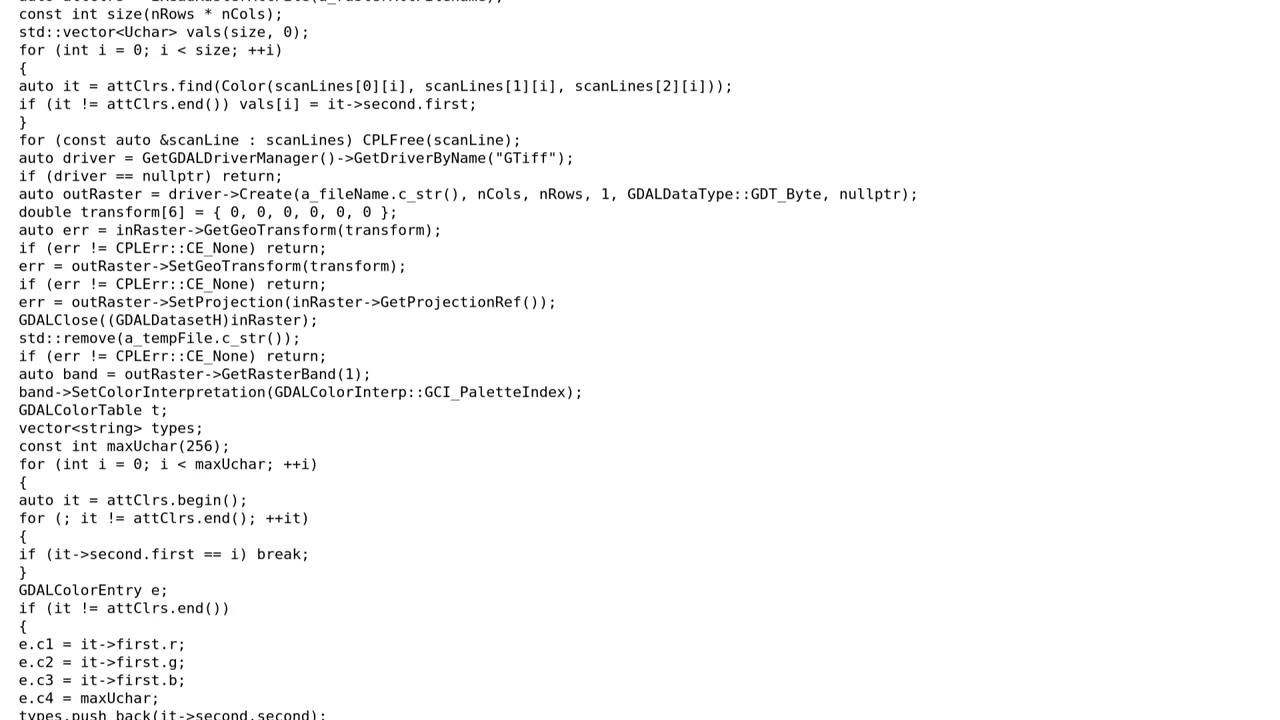 const int size(nRows * nCols);
std::vector<Uchar> vals(size, 0);
for (int i = 0; i < size; ++i)
{
auto it = attClrs.find(Color(scanLines[0][i], scanLines[1][i], scanLines[2][i]));
if (it != attClrs.end()) vals[i] = it->second.first;
}
for (const auto &scanLine : scanLines) CPLFree(scanLine);
auto driver = GetGDALDriverManager()->GetDriverByName("GTiff");
if (driver == nullptr) return;
auto outRaster = driver->Create(a_fileName.c_str(), nCols, nRows, 1, GDALDataType::GDT_Byte, nullptr);
double transform[6] = { 0, 0, 0, 0, 0, 0 };
auto err = inRaster->GetGeoTransform(transform);
if (err != CPLErr::CE_None) return;
err = outRaster->SetGeoTransform(transform);
if (err != CPLErr::CE_None) return;
err = outRaster->SetProjection(inRaster->GetProjectionRef());
GDALClose((GDALDatasetH)inRaster);
std::remove(a_tempFile.c_str());
if (err != CPLErr::CE_None) return;
auto band = outRaster->GetRasterBand(1);
band->SetColorInterpretation(GDALColorInterp::GCI_PaletteIndex);
GDALColorTable t;
vector<string> types;
const int maxUchar(256);
for (int i = 0; i < maxUchar; ++i)
{
auto it = attClrs.begin();
for (; it != attClrs.end(); ++it)
{
if (it->second.first == i) break;
}
GDALColorEntry e;
if (it != attClrs.end())
{
e.c1 = it->first.r;
e.c2 = it->first.g;
e.c3 = it->first.b;
e.c4 = maxUchar;
types.push_back(it->second.second);